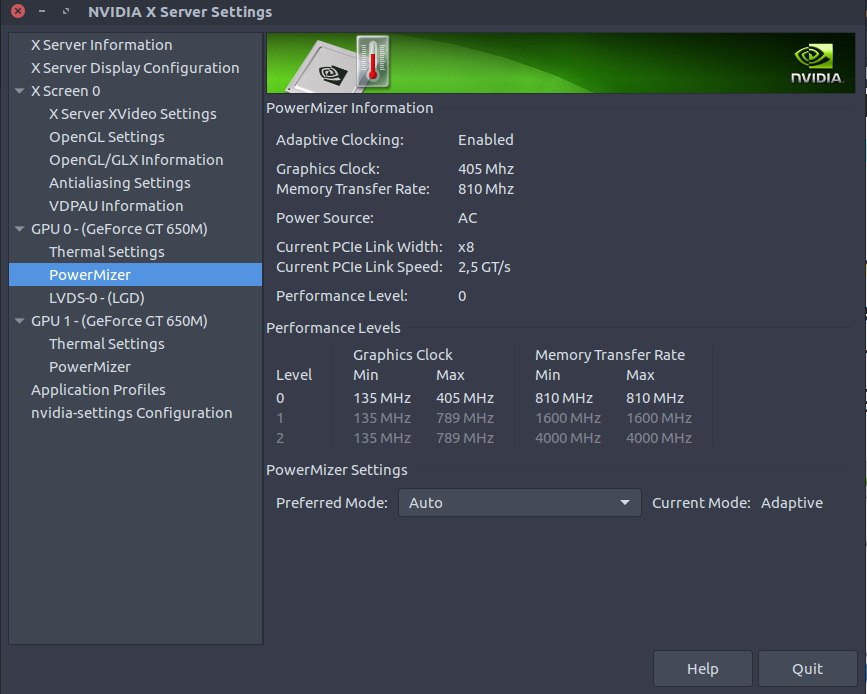 NVIDIA X Server Settings
X Server Information
X Server Display Configuration
X Screen 0
X Server XVideo Settings
OpenGL Settings
OpenGL/GLX Information
Antialiasing Settings
VDPAU Information
GPU 0 - (GeForce GT 650M)
Thermal Settings
PowerMizer
LVDS-0 - (LGD)
GPU 1 - (GeForce GT 650M)
Thermal Settings
PowerMizer
Application Profiles
nvidia-settings Configuration
NVIDIA.
PowerMizer Information
Adaptive Clocking: Enabled
Graphics Clock: 405 Mhz
Memory Transfer Rate: 810 Mhz
Power Source: AC
Current PCIe Link Width: x8
Current PCIe Link Speed: 2,5 GT/s
Performance Level: 0
Performance Levels
Graphics Clock Memory Transfer Rate
Level Min Max Min Max
0 135 MHz 405 MHz 810 MHz 810 MHz
1 135 MHz 789 MHz 1600 MHz 1600 MHz
2 135 MHz 789 MHz 4000 MHz 4000 MHz
PowerMizer Settings
Preferred Mode: Auto Current Mode: Adaptive
Help Quit